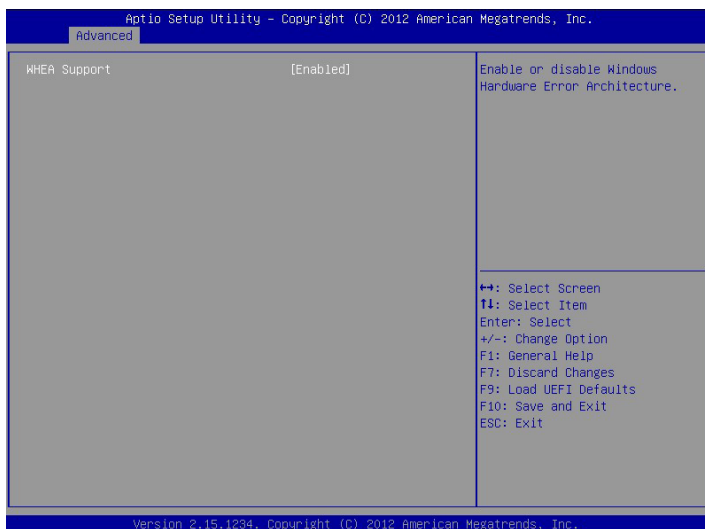 Aptio Setup Utility – Copyright (C) 2012 American Megatrends, Inc.
Advanced
WHEA Support [Enabled]
Enable or disable Windows
Hardware Error Architecture.
↔: Select Screen
↑↓: Select Item
Enter: Select
+/-: Change Option
F1: General Help
F7: Discard Changes
F9: Load UEFI Defaults
F10: Save and Exit
ESC: Exit
Version 2.15.1234. Copyright (C) 2012 American Megatrends, Inc.